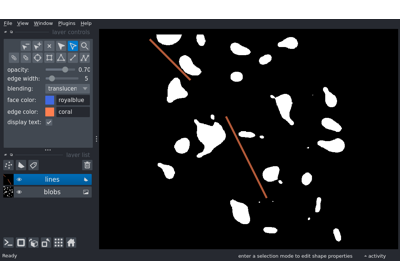 File View Window Plugins Help
layer controls
opacity: 0.70
edge width: 5
blending: translucen
face color: royalblue
edge color: coral
display text:
layer list
lines
blobs
Ready enter a selection mode to edit shape properties activity